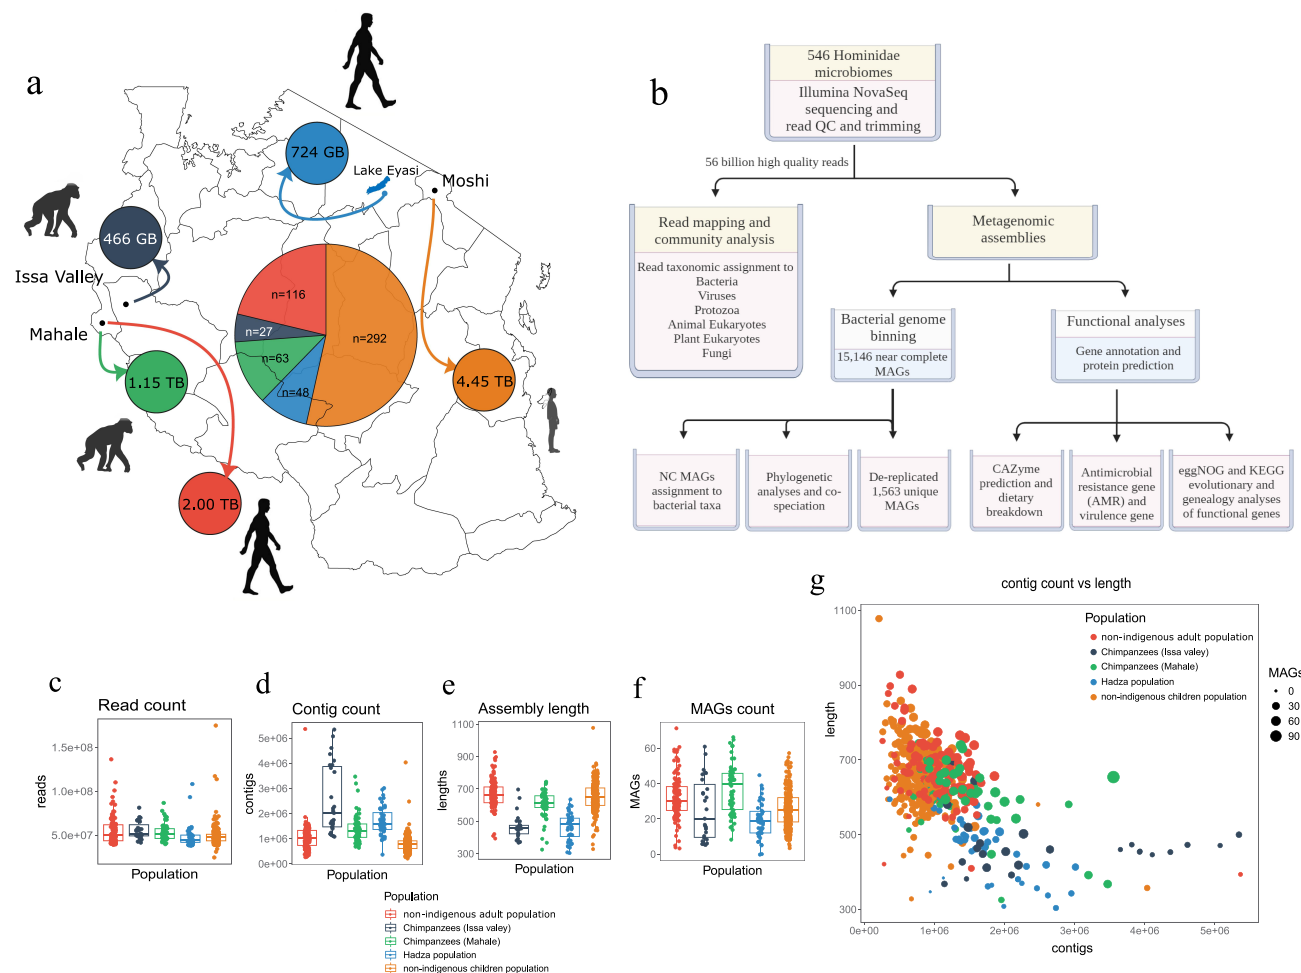 a
724 GB
Lake Eyasi
Moshi
466 GB
Issa Valley
Mahale
n=116
n=27
n=292
n=63
n=48
1.15 TB
4.45 TB
2.00 TB
b
546 Hominidae
microbiomes
Illumina NovaSeq
sequencing and
read QC and trimming
56 billion high quality reads
Read mapping and
community analysis
Read taxonomic assignment to
Bacteria
Viruses
Protozoa
Animal Eukaryotes
Plant Eukaryotes
Fungi
Metagenomic
assemblies
Bacterial genome
binning
15,146 near complete
MAGs
Functional analyses
Gene annotation and
protein prediction
NC MAGs
assignment to
bacterial taxa
Phylogenetic
analyses and co-
speciation
De-replicated
1,563 unique
MAGs
CAZyme
prediction and
dietary
breakdown
Antimicrobial
resistance gene
(AMR) and
virulence gene
eggNOG and KEGG
evolutionary and
genealogy analyses
of functional genes
c
Read count
1.5e+08
1.0e+08
5.0e+07
reads
Population
d
Contig count
5e+06
4e+06
3e+06
2e+06
1e+06
0e+00
contigs
Population
e
Assembly length
1100
900
700
500
300
lengths
Population
f
MAGs count
60
40
20
0
MAGs
Population
Population
non-indigenous adult population
Chimpanzees (Issa valey)
Chimpanzees (Mahale)
Hadza population
non-indigenous children population
g
contig count vs length
1100
900
700
500
300
length
0e+00
1e+06
2e+06
3e+06
4e+06
5e+06
contigs
Population
non-indigenous adult population
Chimpanzees (Issa valey)
Chimpanzees (Mahale)
Hadza population
non-indigenous children population
MAGs
0
30
60
90